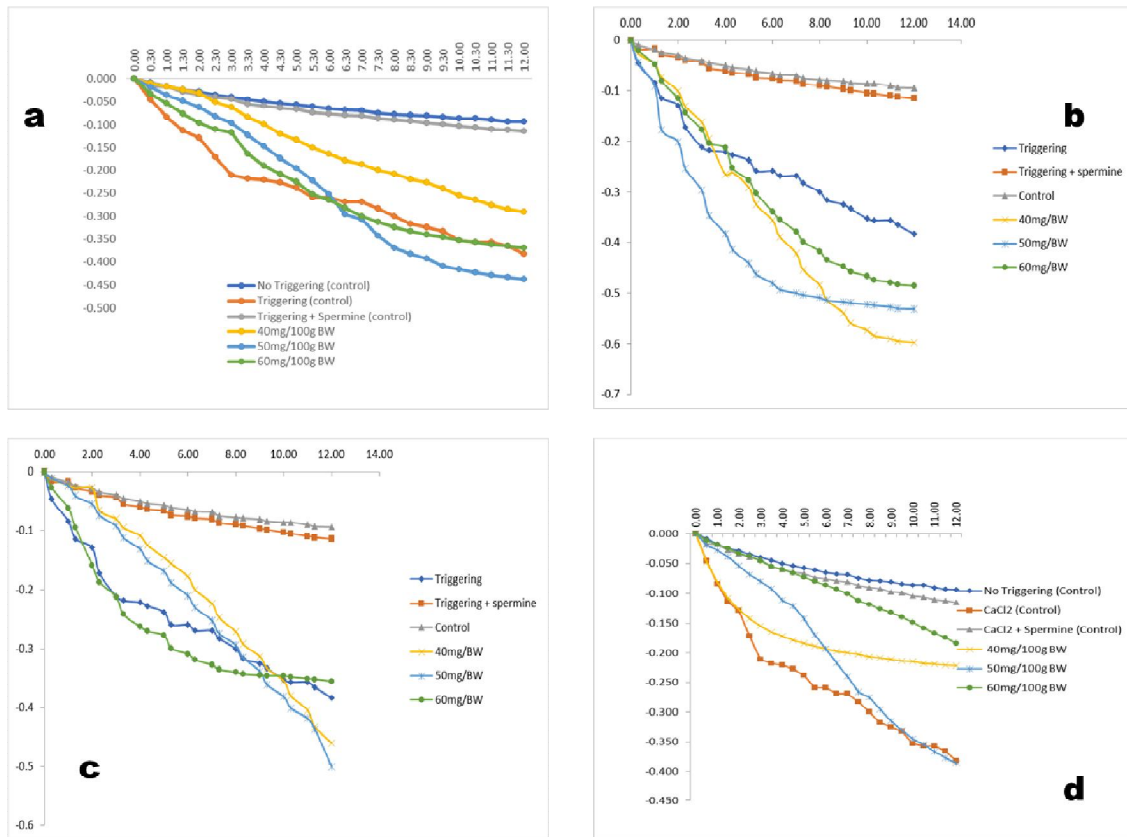 a
0.00 0.30 1.00 1.30 2.00 2.30 3.00 3.30 4.00 4.30 5.00 5.30 6.00 6.30 7.00 7.30 8.00 8.30 9.00 9.30 10.00 10.30 11.00 11.30 12.00
0.000
-0.050
-0.100
-0.150
-0.200
-0.250
-0.300
-0.350
-0.400
-0.450
-0.500
No Triggering (control)
Triggering (control)
Triggering + Spermine (control)
40mg/100g BW
50mg/100g BW
60mg/100g BW
b
0.00 2.00 4.00 6.00 8.00 10.00 12.00 14.00
0
-0.1
-0.2
-0.3
-0.4
-0.5
-0.6
-0.7
Triggering
Triggering + spermine
Control
40mg/BW
50mg/BW
60mg/BW
c
0.00 2.00 4.00 6.00 8.00 10.00 12.00 14.00
0
-0.1
-0.2
-0.3
-0.4
-0.5
-0.6
Triggering
Triggering + spermine
Control
40mg/BW
50mg/BW
60mg/BW
d
0.00 1.00 2.00 3.00 4.00 5.00 6.00 7.00 8.00 9.00 10.00 11.00 12.00
0.000
-0.050
-0.100
-0.150
-0.200
-0.250
-0.300
-0.350
-0.400
-0.450
No Triggering (Control)
CaCl2 (Control)
CaCl2 + Spermine (Control)
40mg/100g BW
50mg/100g BW
60mg/100g BW